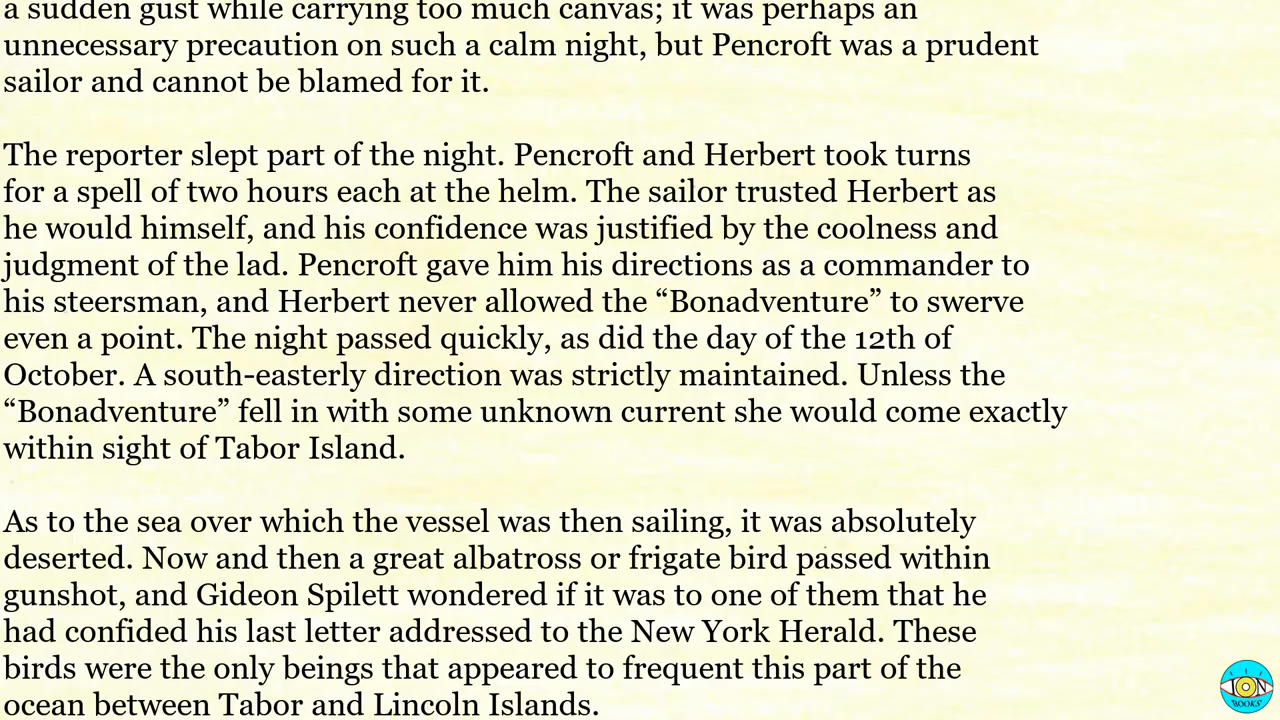 a sudden gust while carrying too much canvas; it was perhaps an
unnecessary precaution on such a calm night, but Pencroft was a prudent
sailor and cannot be blamed for it.
The reporter slept part of the night. Pencroft and Herbert took turns
for a spell of two hours each at the helm. The sailor trusted Herbert as
he would himself, and his confidence was justified by the coolness and
judgment of the lad. Pencroft gave him his directions as a commander to
his steersman, and Herbert never allowed the “Bonadventure” to swerve
even a point. The night passed quickly, as did the day of the 12th of
October. A south-easterly direction was strictly maintained. Unless the
“Bonadventure” fell in with some unknown current she would come exactly
within sight of Tabor Island.
As to the sea over which the vessel was then sailing, it was absolutely
deserted. Now and then a great albatross or frigate bird passed within
gunshot, and Gideon Spilett wondered if it was to one of them that he
had confided his last letter addressed to the New York Herald. These
birds were the only beings that appeared to frequent this part of the
ocean between Tabor and Lincoln Islands.
ION
BOOKS